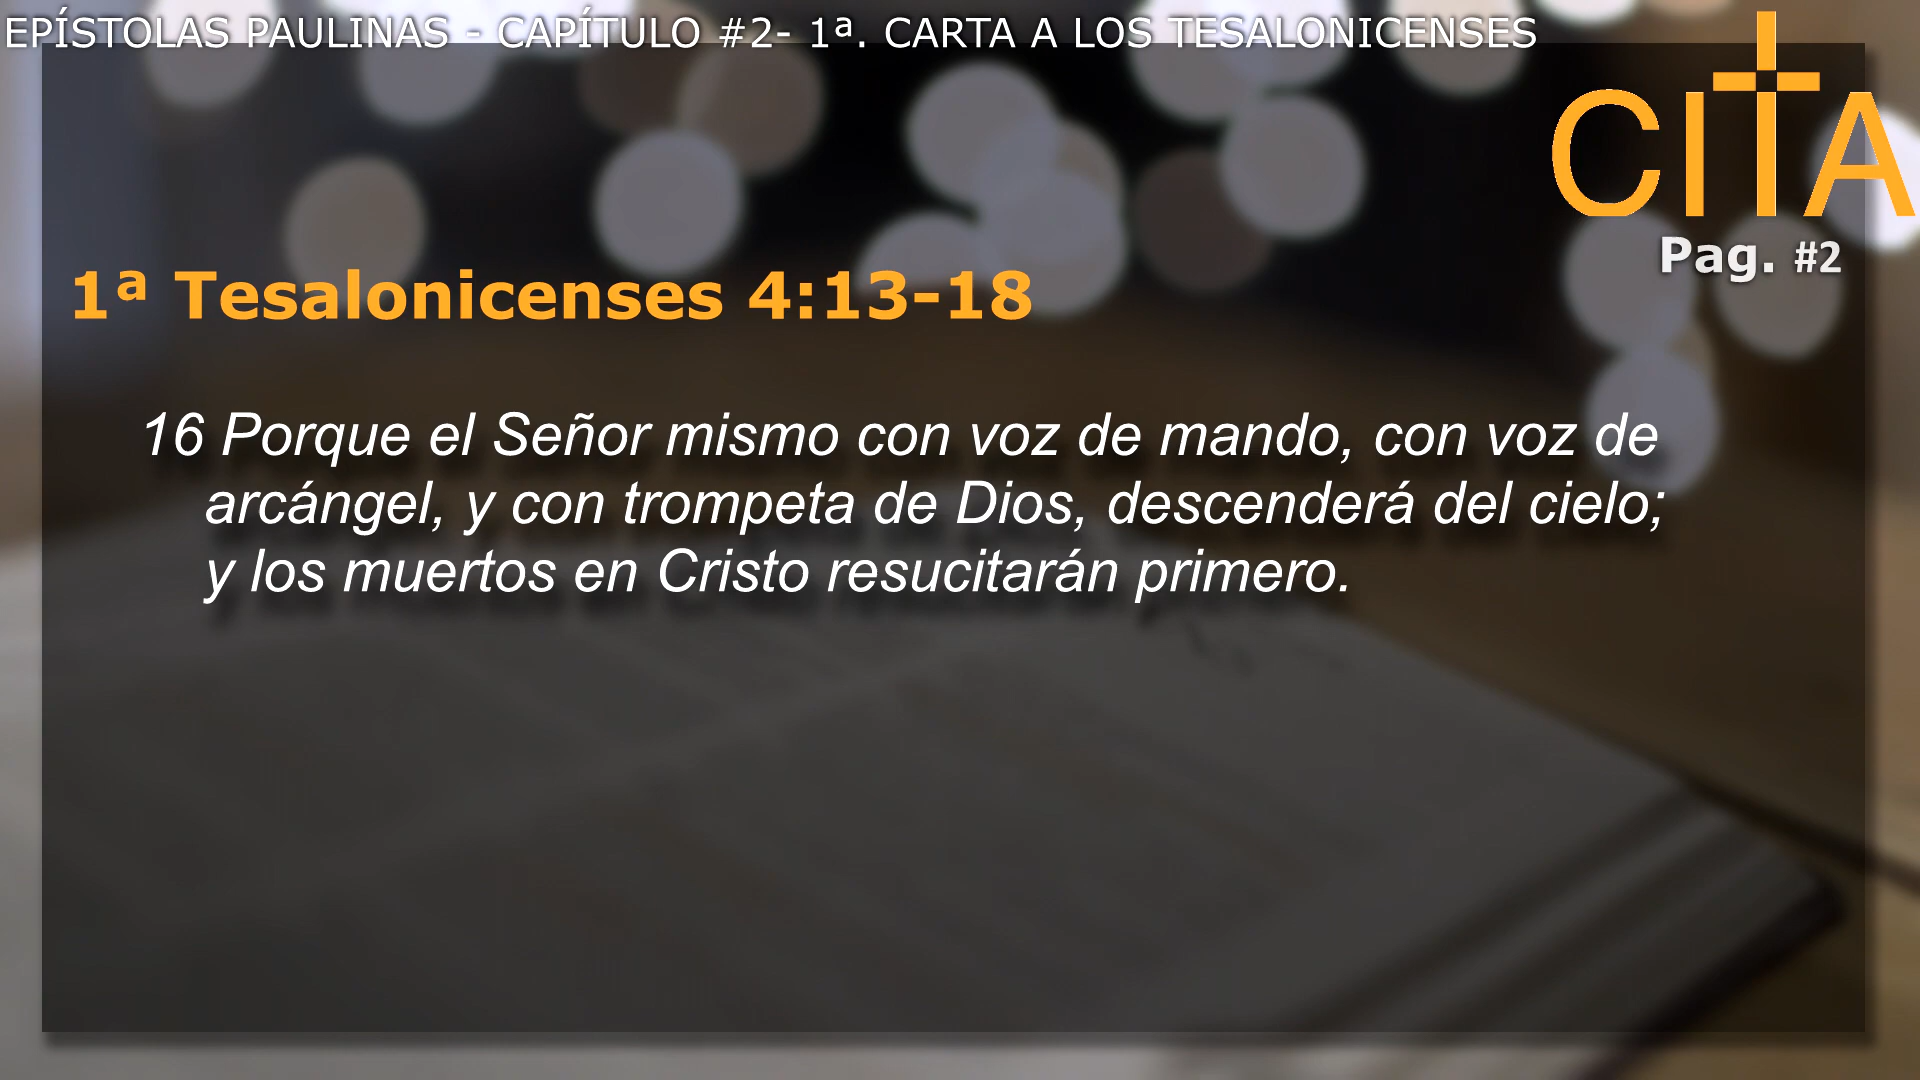 EPÍSTOLAS PAULINAS - CAPÍTULO #2- 1ª. CARTA A LOS TESALONICENSES
CITA
Pag. #2
1ª Tesalonicenses 4:13-18
16 Porque el Señor mismo con voz de mando, con voz de
arcángel, y con trompeta de Dios, descenderá del cielo;
y los muertos en Cristo resucitarán primero.